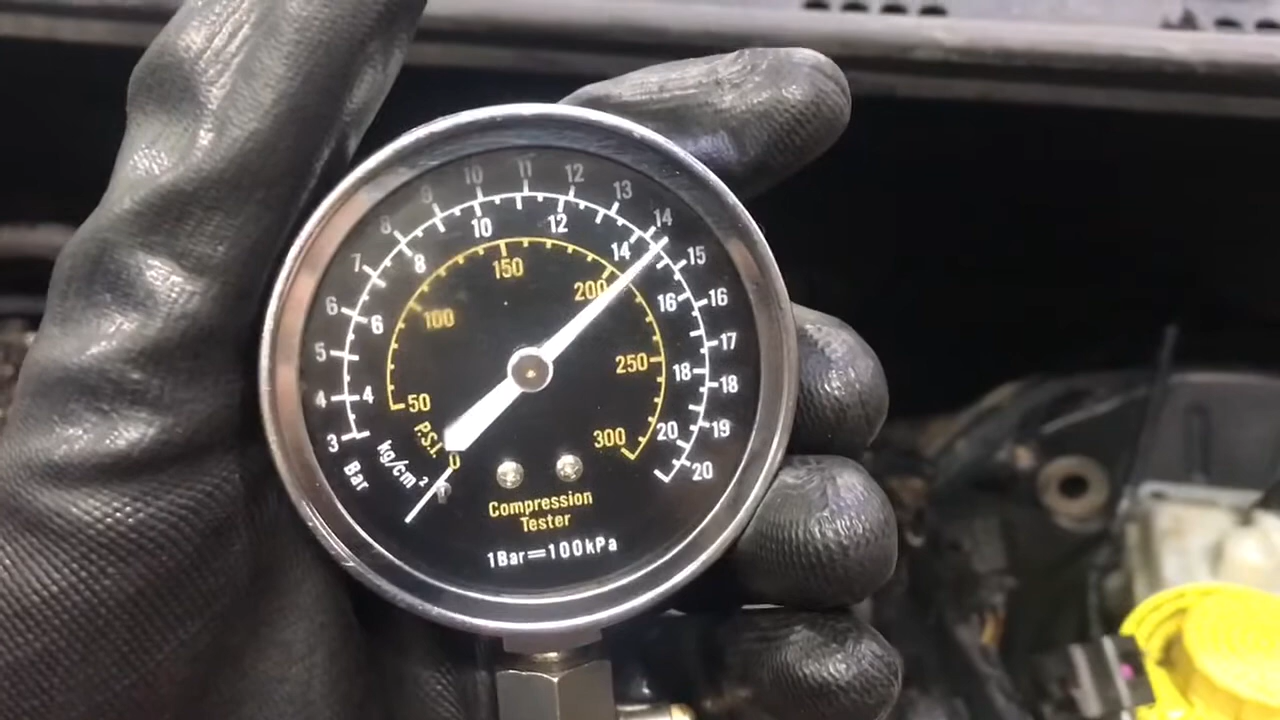 3 4 5 6 7 8 9 10 11 12 13 14 15 16 17 18 19 20
Bar
4 6 8 10 12 14 16 18 20
kg/cm²
50 100 150 200 250 300
P.S.I.
0
Compression
Tester
1Bar=100kPa